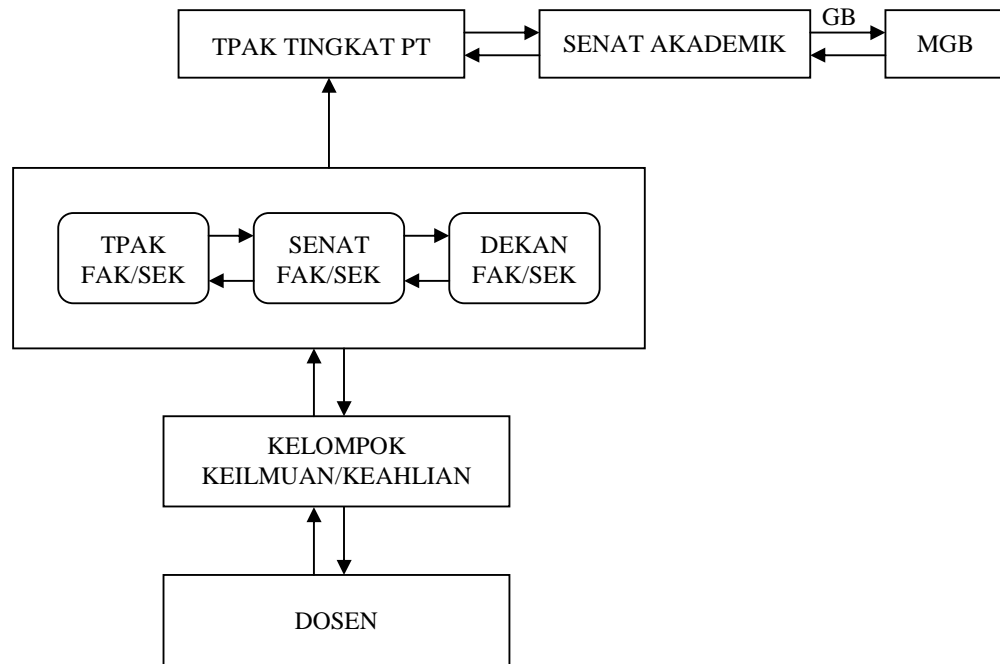 GB
TPAK TINGKAT PT
SENAT AKADEMIK
MGB
TPAK
FAK/SEK
SENAT
FAK/SEK
DEKAN
FAK/SEK
KELOMPOK
KEILMUAN/KEAHLIAN
DOSEN